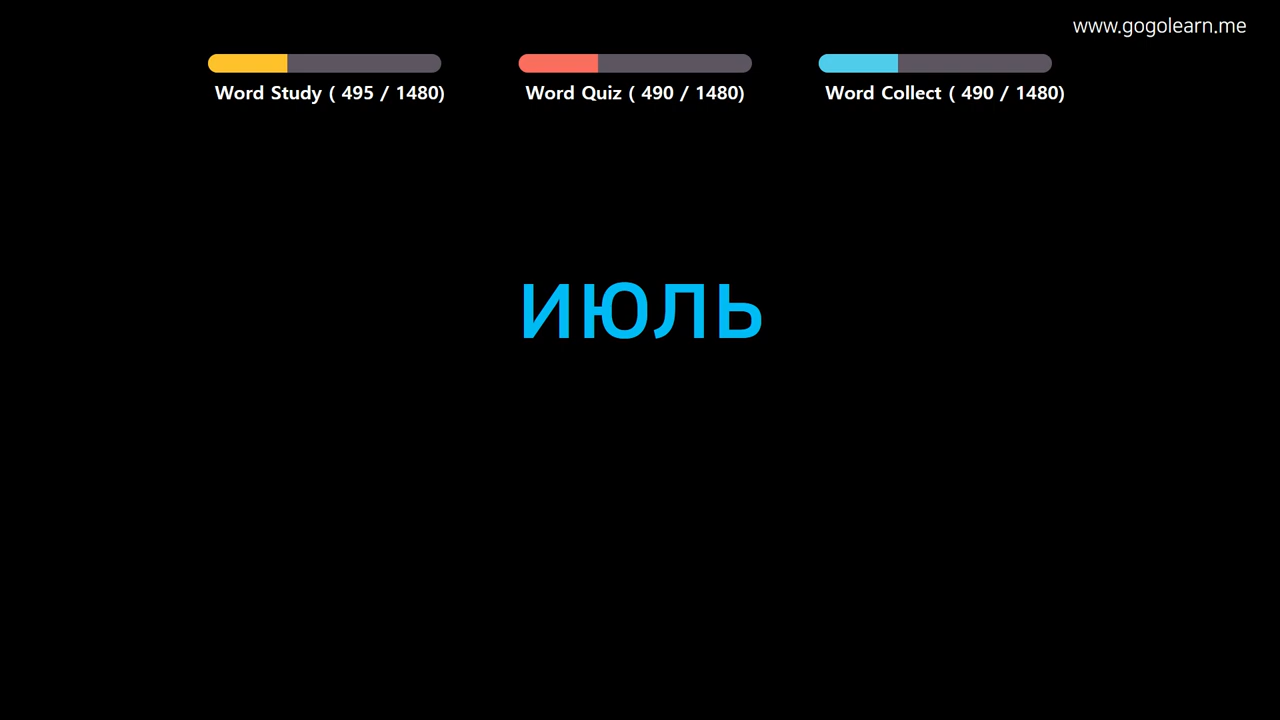 www.gogolearn.me
Word Study ( 495 / 1480)
Word Quiz ( 490 / 1480)
Word Collect ( 490 / 1480)
июль